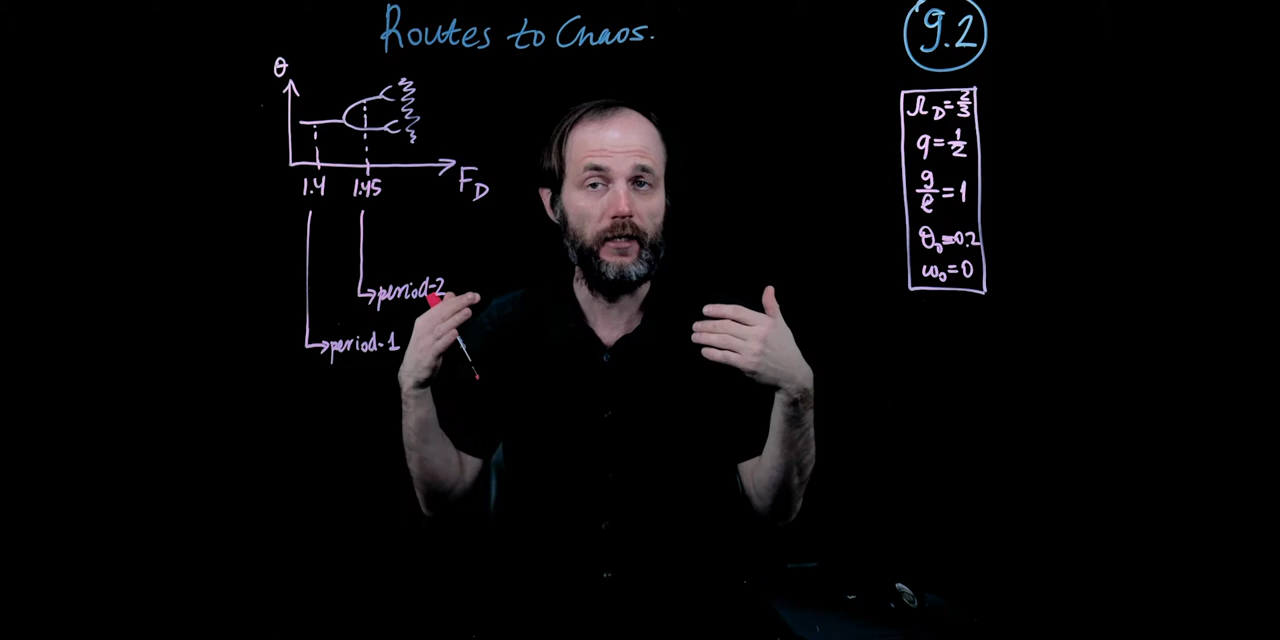 Routes to Chaos.
9.2
θ
1.4 1.45 F_D
period-2
period-1
Ω_D=2/3
q=1/2
g/ℓ=1
θ₀=0.2
ω₀=0